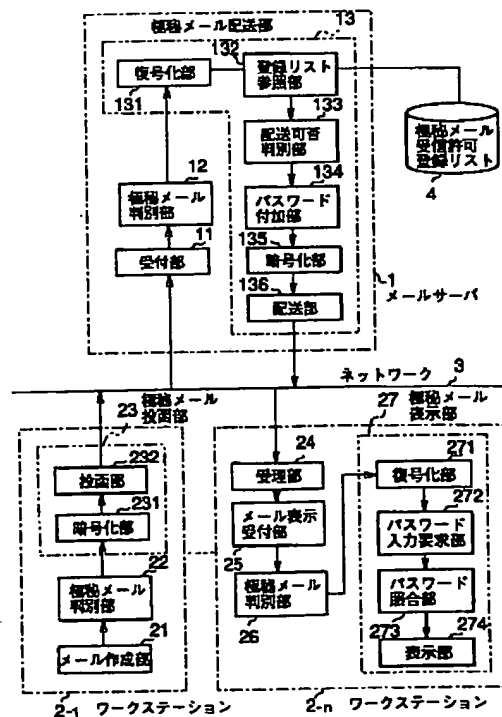 極秘メール配送部
13
132
復号化部
131
登録リスト
参照部
133
配送可否
判別部
極秘メール
受信許可
登録リスト
4
12
極秘メール
判別部
134
パスワード
付加部
11
135
受付部
暗号化部
136
配送部
1
メールサーバ
ネットワーク
3
23
極秘メール
投函部
27
極秘メール
表示部
232
投函部
231
暗号化部
22
極秘メール
判別部
21
メール作成部
2-1 ワークステーション
24
受理部
メール表示
受付部
25
極秘メール
判別部
26
271
復号化部
272
パスワード
入力要求部
パスワード
照合部
273
274
表示部
2-n ワークステーション